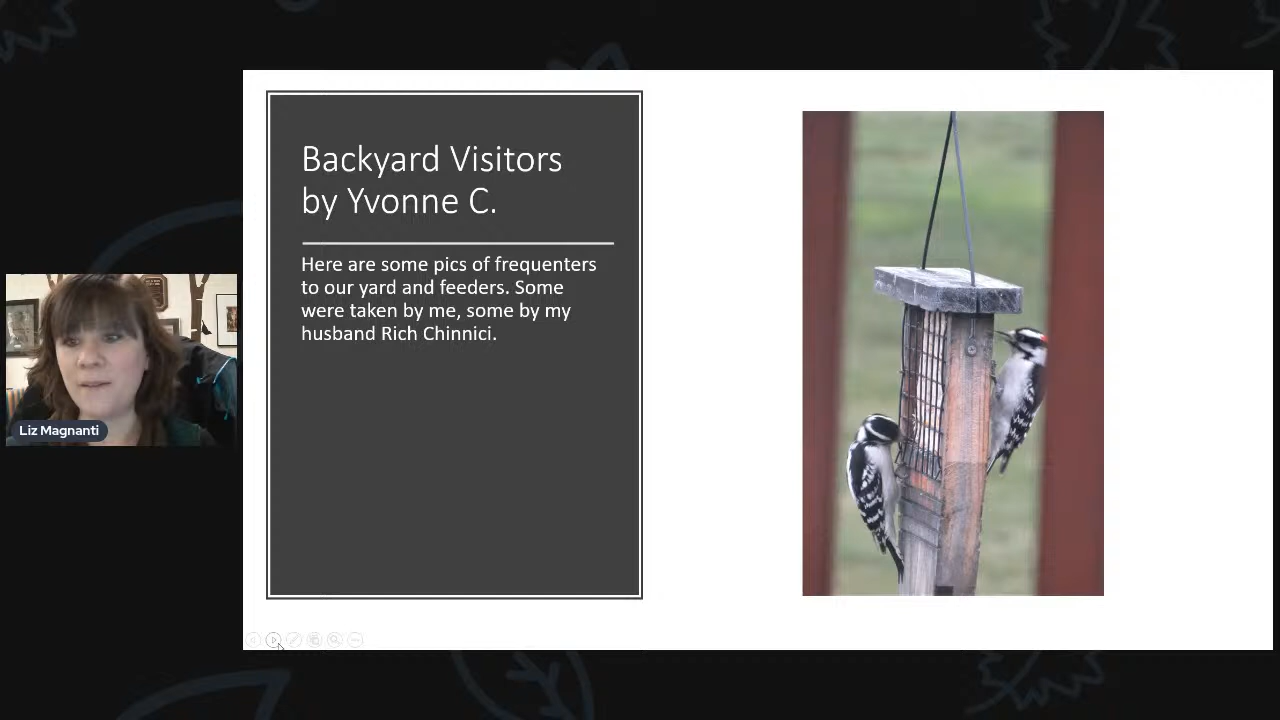 Backyard Visitors
by Yvonne C.
Here are some pics of frequenters
to our yard and feeders. Some
were taken by me, some by my
husband Rich Chinnici.
Liz Magnanti